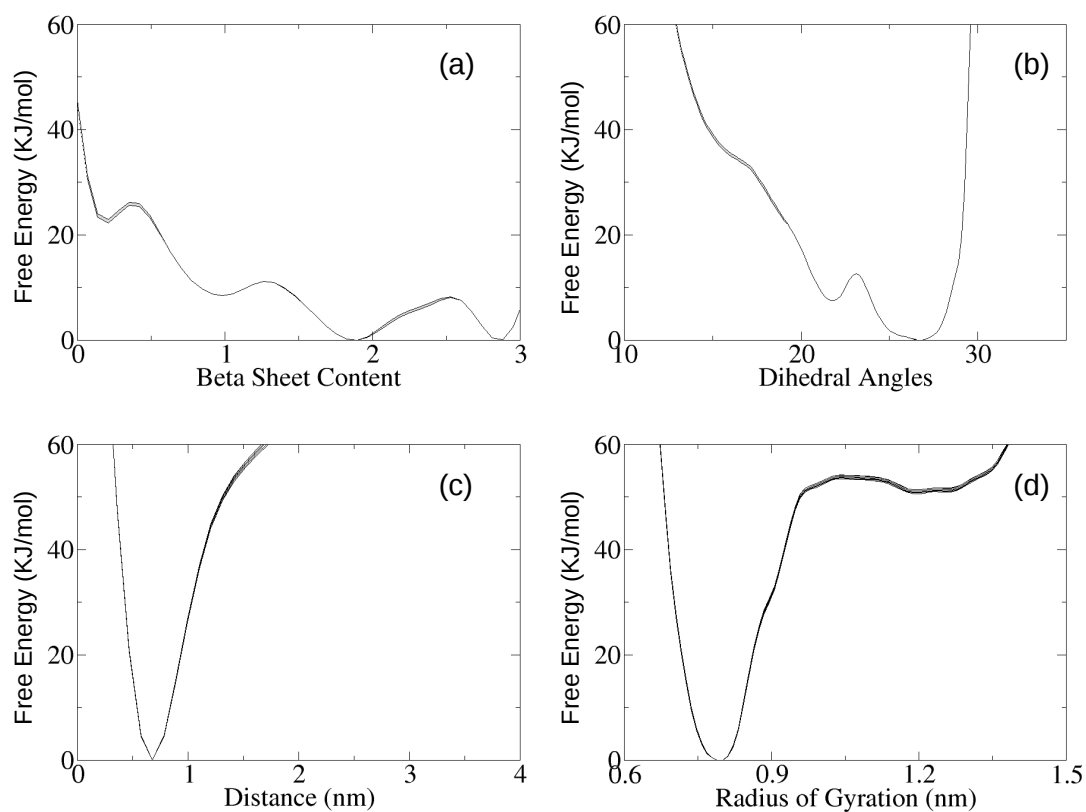 60
(a)
40
20
0
Free Energy (KJ/mol)
0 1 2 3
Beta Sheet Content
60
(b)
40
20
0
Free Energy (KJ/mol)
10 20 30
Dihedral Angles
60
(c)
40
20
0
Free Energy (KJ/mol)
0 1 2 3 4
Distance (nm)
60
(d)
40
20
0
Free Energy (KJ/mol)
0.6 0.9 1.2 1.5
Radius of Gyration (nm)